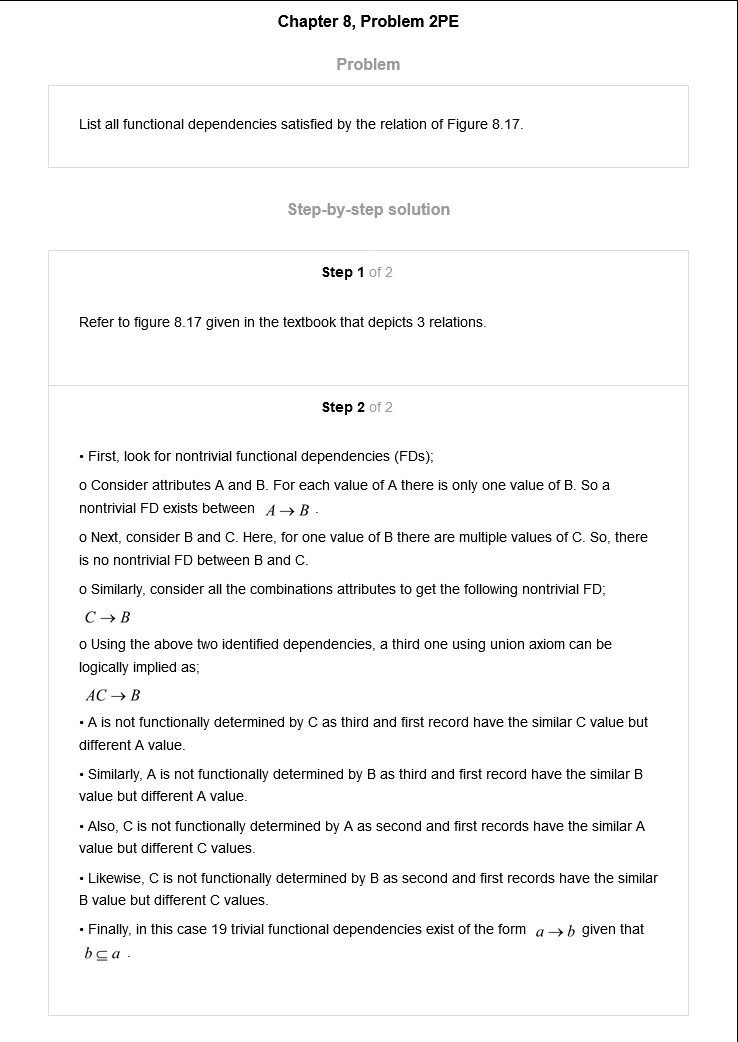 Chapter 8, Problem 2PE
Problem
List all functional dependencies satisfied by the relation of Figure 8.17.
Step-by-step solution
Step 1 of 2
Refer to figure 8.17 given in the textbook that depicts 3 relations.
Step 2 of 2
• First, look for nontrivial functional dependencies (FDs);
o Consider attributes A and B. For each value of A there is only one value of B. So a
nontrivial FD exists between A → B .
o Next, consider B and C. Here, for one value of B there are multiple values of C. So, there
is no nontrivial FD between B and C.
o Similarly, consider all the combinations attributes to get the following nontrivial FD;
C → B
o Using the above two identified dependencies, a third one using union axiom can be
logically implied as;
AC → B
• A is not functionally determined by C as third and first record have the similar C value but
different A value.
• Similarly, A is not functionally determined by B as third and first record have the similar B
value but different A value.
• Also, C is not functionally determined by A as second and first records have the similar A
value but different C values.
• Likewise, C is not functionally determined by B as second and first records have the similar
B value but different C values.
• Finally, in this case 19 trivial functional dependencies exist of the form a → b given that
b ⊆ a .